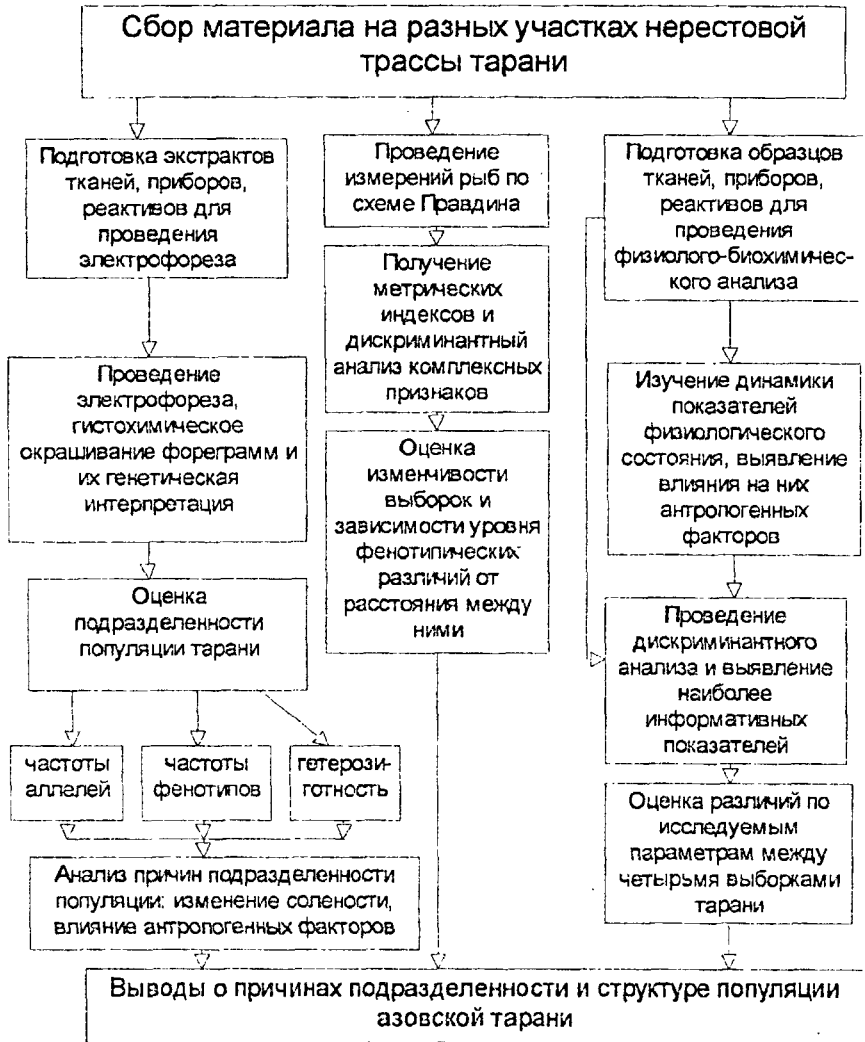 Сбор материала на разных участках нерестовой
трассы тарани
Подготовка экстрактов
тканей, приборов,
реактивов для
проведения
электрофореза
Проведение
электрофореза,
гистохимическое
окрашивание фореграмм и
их генетическая
интерпретация
Оценка
подразделенности
популяции тарани
частоты
аллелей
частоты
фенотипов
гетерози-
готность
Анализ причин подразделенности
популяции: изменение солености,
влияние антропогенных факторов
Проведение
измерений рыб по
схеме Правдина
Получение
метрических
индексов и
дискриминантный
анализ комплексных
признаков
Оценка
изменчивости
выборок и
зависимости уровня
фенотипических
различий от
расстояния между
ними
Подготовка образцов
тканей, приборов,
реактивов для
проведения
физиолого-биохимичес-
кого анализа
Изучение динамики
показателей
физиологического
состояния, выявление
влияния на них
антропогенных
факторов
Проведение
дискриминантного
анализа и выявление
наиболее
информативных
показателей
Оценка различий по
исследуемым
параметрам между
четырьмя выборками
тарани
Выводы о причинах подразделенности и структуре популяции
азовской тарани